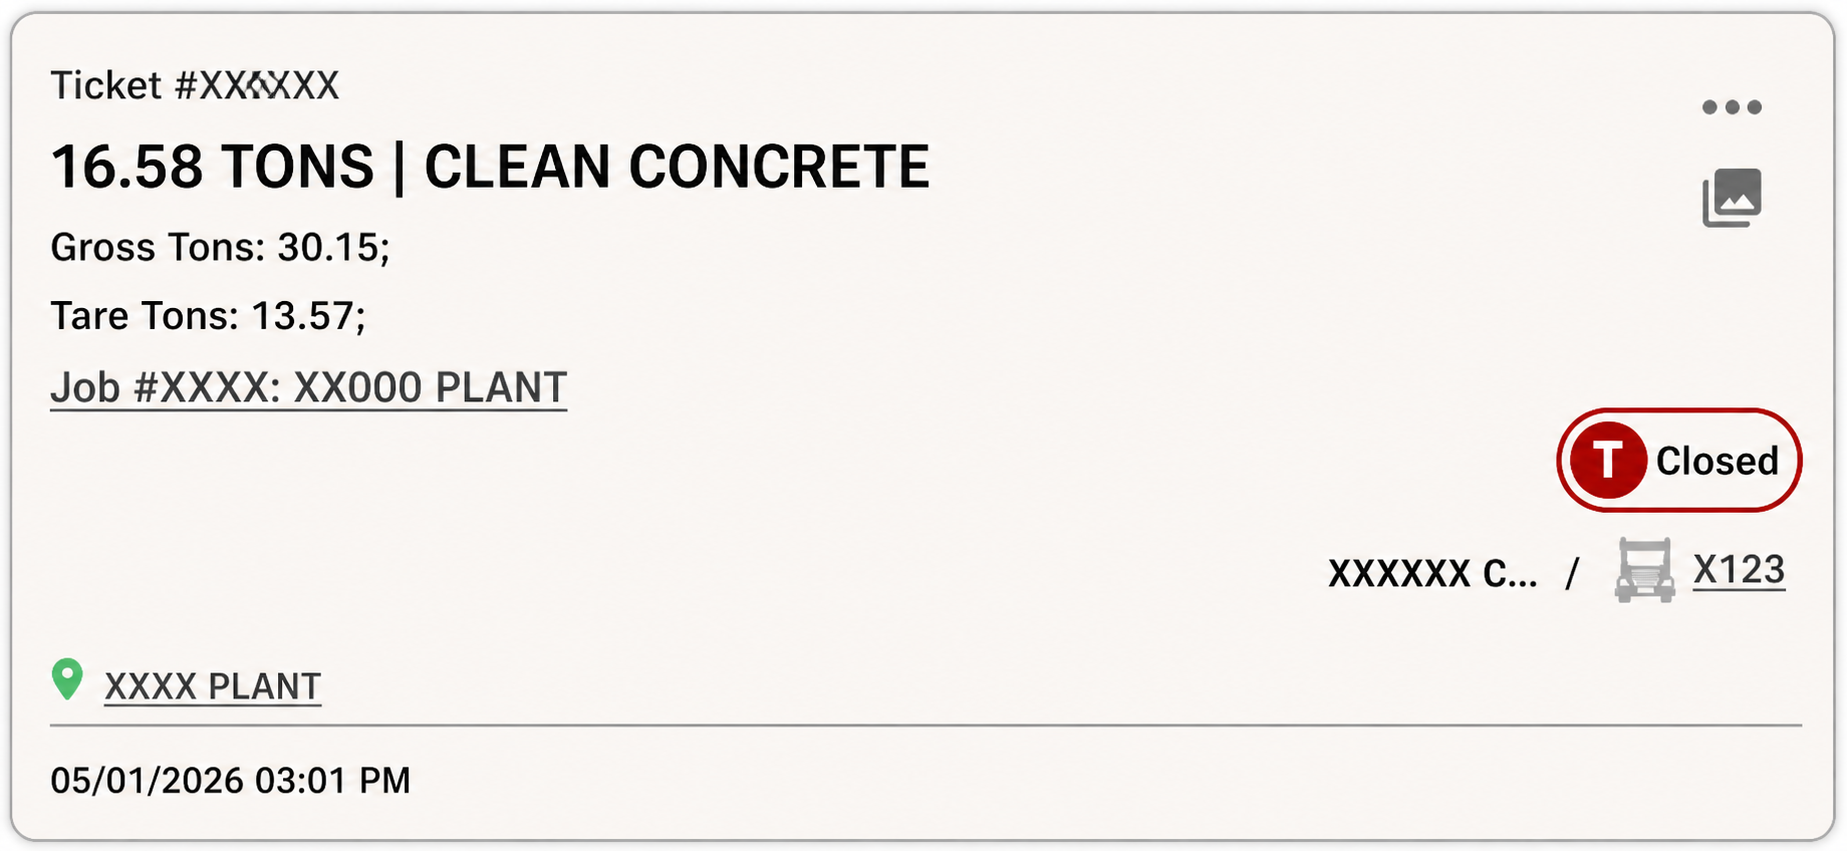 Ticket #XXXXXX
16.58 TONS | CLEAN CONCRETE
Gross Tons: 30.15;
Tare Tons: 13.57;
Job #XXXX: XX000 PLANT
T Closed
XXXXXX C... / X123
XXXX PLANT
05/01/2026 03:01 PM